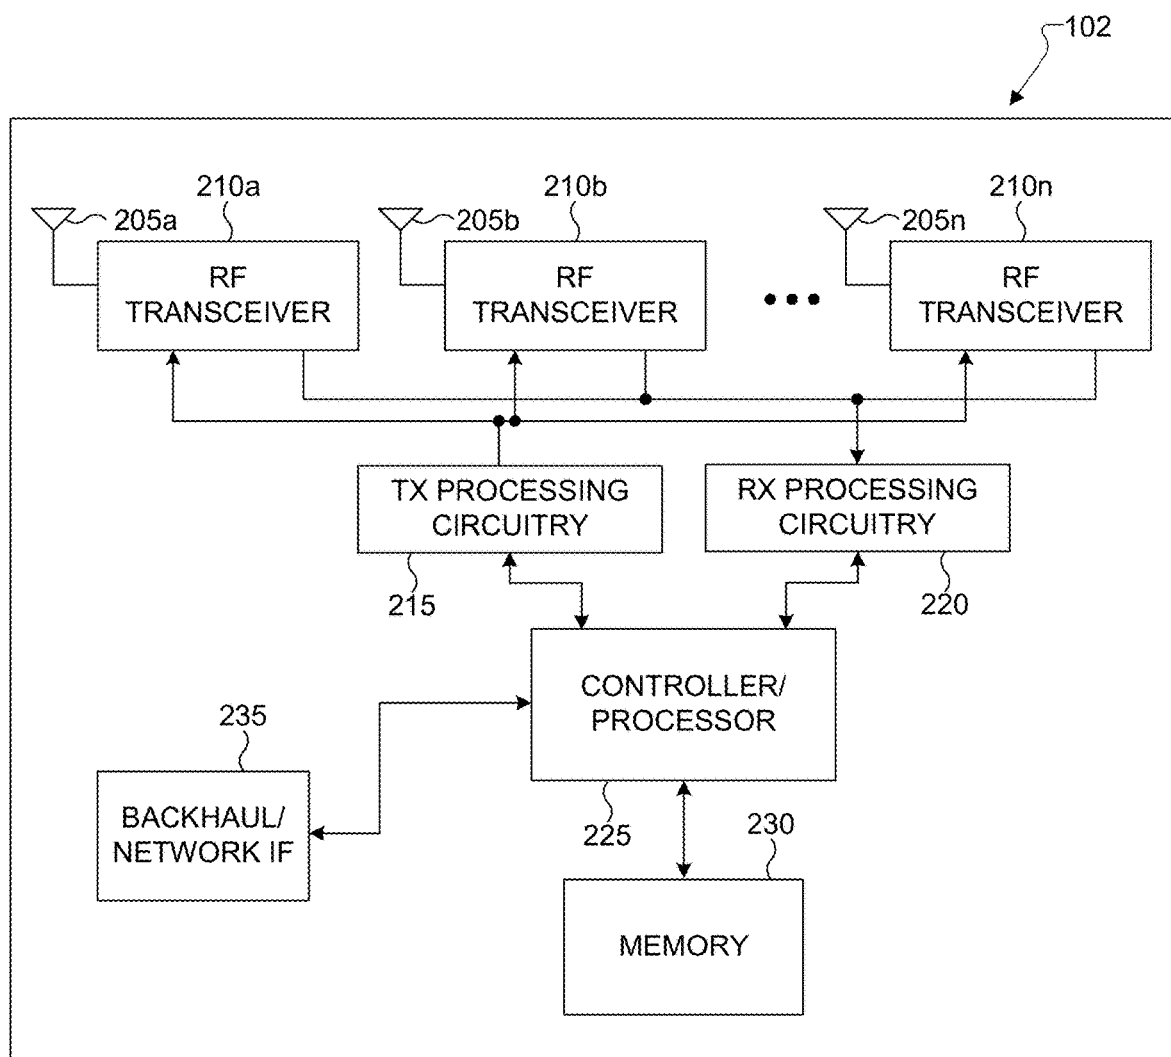 102
210a
210b
210n
205a
205b
205n
RF
TRANSCEIVER
RF
TRANSCEIVER
RF
TRANSCEIVER
TX PROCESSING
CIRCUITRY
RX PROCESSING
CIRCUITRY
215
220
CONTROLLER/
PROCESSOR
235
BACKHAUL/
NETWORK IF
225
230
MEMORY